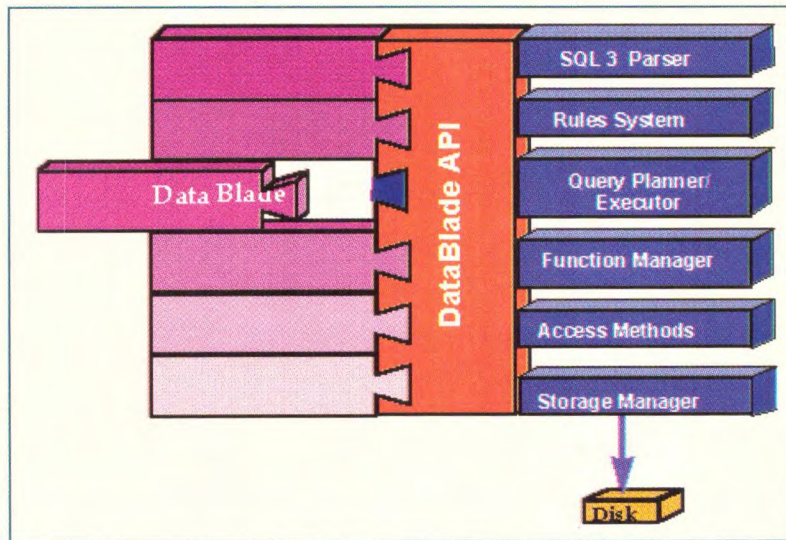 SQL 3 Parser
Rules System
Data Blade
Query Planner/
Executor
DataBlade API
Function Manager
Access Methods
Storage Manager
Disk